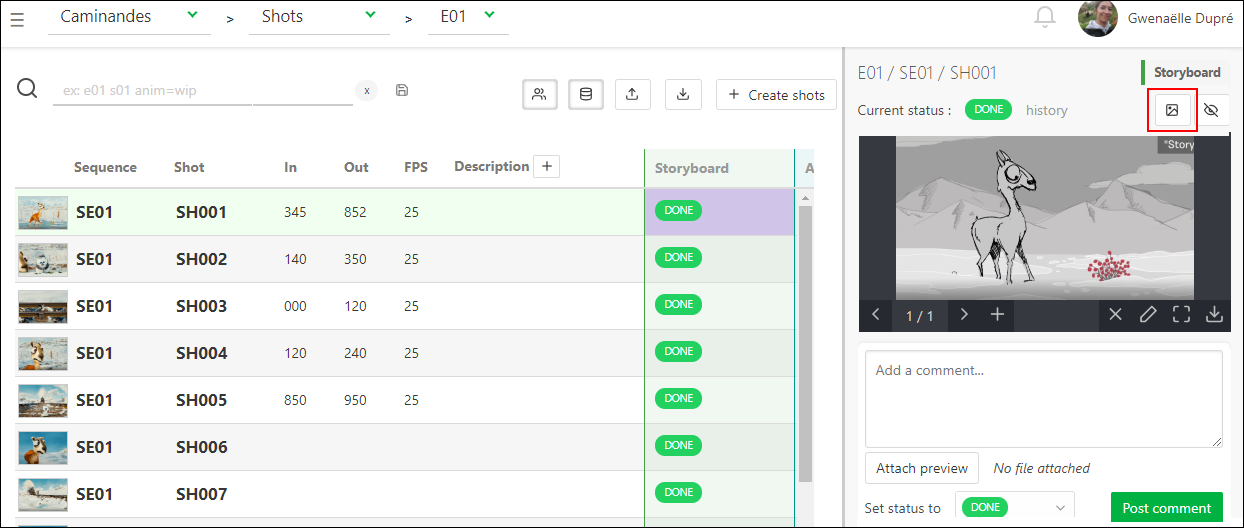 Caminandes > Shots > E01 Gwenaëlle Dupré
ex: e01 s01 anim=wip x Create shots
E01 / SE01 / SH001 Storyboard
Current status : DONE history
*Story
Sequence Shot In Out FPS Description + Storyboard A
SE01 SH001 345 852 25 DONE
SE01 SH002 140 350 25 DONE
SE01 SH003 000 120 25 DONE
SE01 SH004 120 240 25 DONE
SE01 SH005 850 950 25 DONE
SE01 SH006 DONE
SE01 SH007 DONE
1 / 1
Add a comment...
Attach preview No file attached
Set status to DONE Post comment